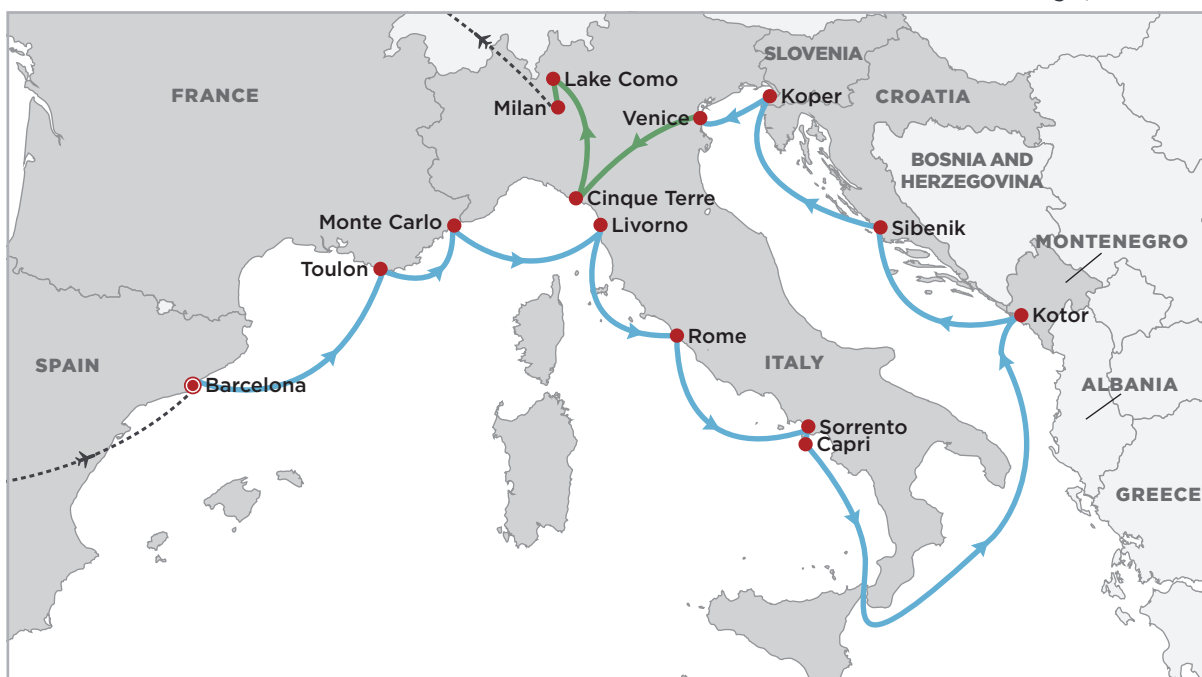 SLOVENIA
Lake Como
FRANCE
Milan
Koper
CROATIA
Venice
BOSNIA AND
HERZEGOVINA
Cinque Terre
Monte Carlo
Livorno
Sibenik
MONTENEGRO
Toulon
Kotor
Rome
SPAIN
ITALY
Barcelona
ALBANIA
Sorrento
Capri
GREECE